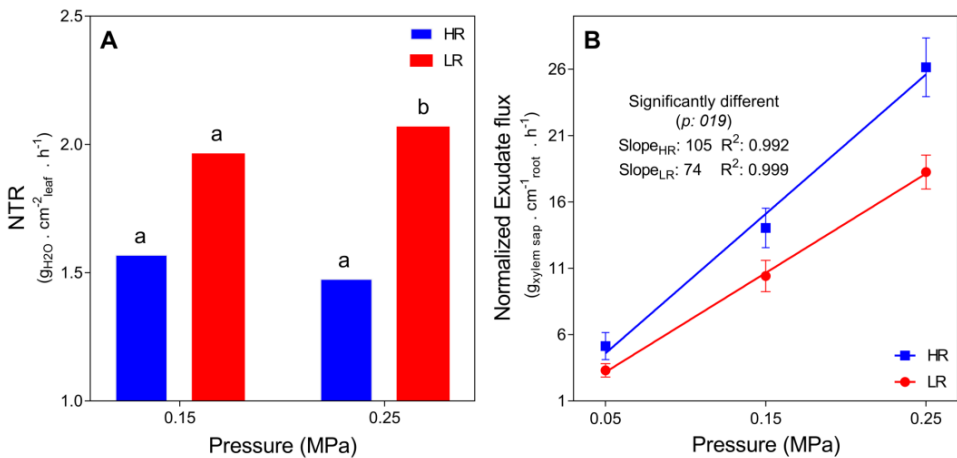 A
HR
LR
NTR
(gH2O · cm-2leaf · h-1)
2.5
2.0
1.5
1.0
a
a
a
b
0.15
0.25
Pressure (MPa)
B
Significantly different
(p: 019)
SlopeHR: 105 R2: 0.992
SlopeLR: 74 R2: 0.999
Normalized Exudate flux
(gxylem sap · cm-1root · h-1)
26
21
16
11
6
1
HR
LR
0.05
0.15
0.25
Pressure (MPa)